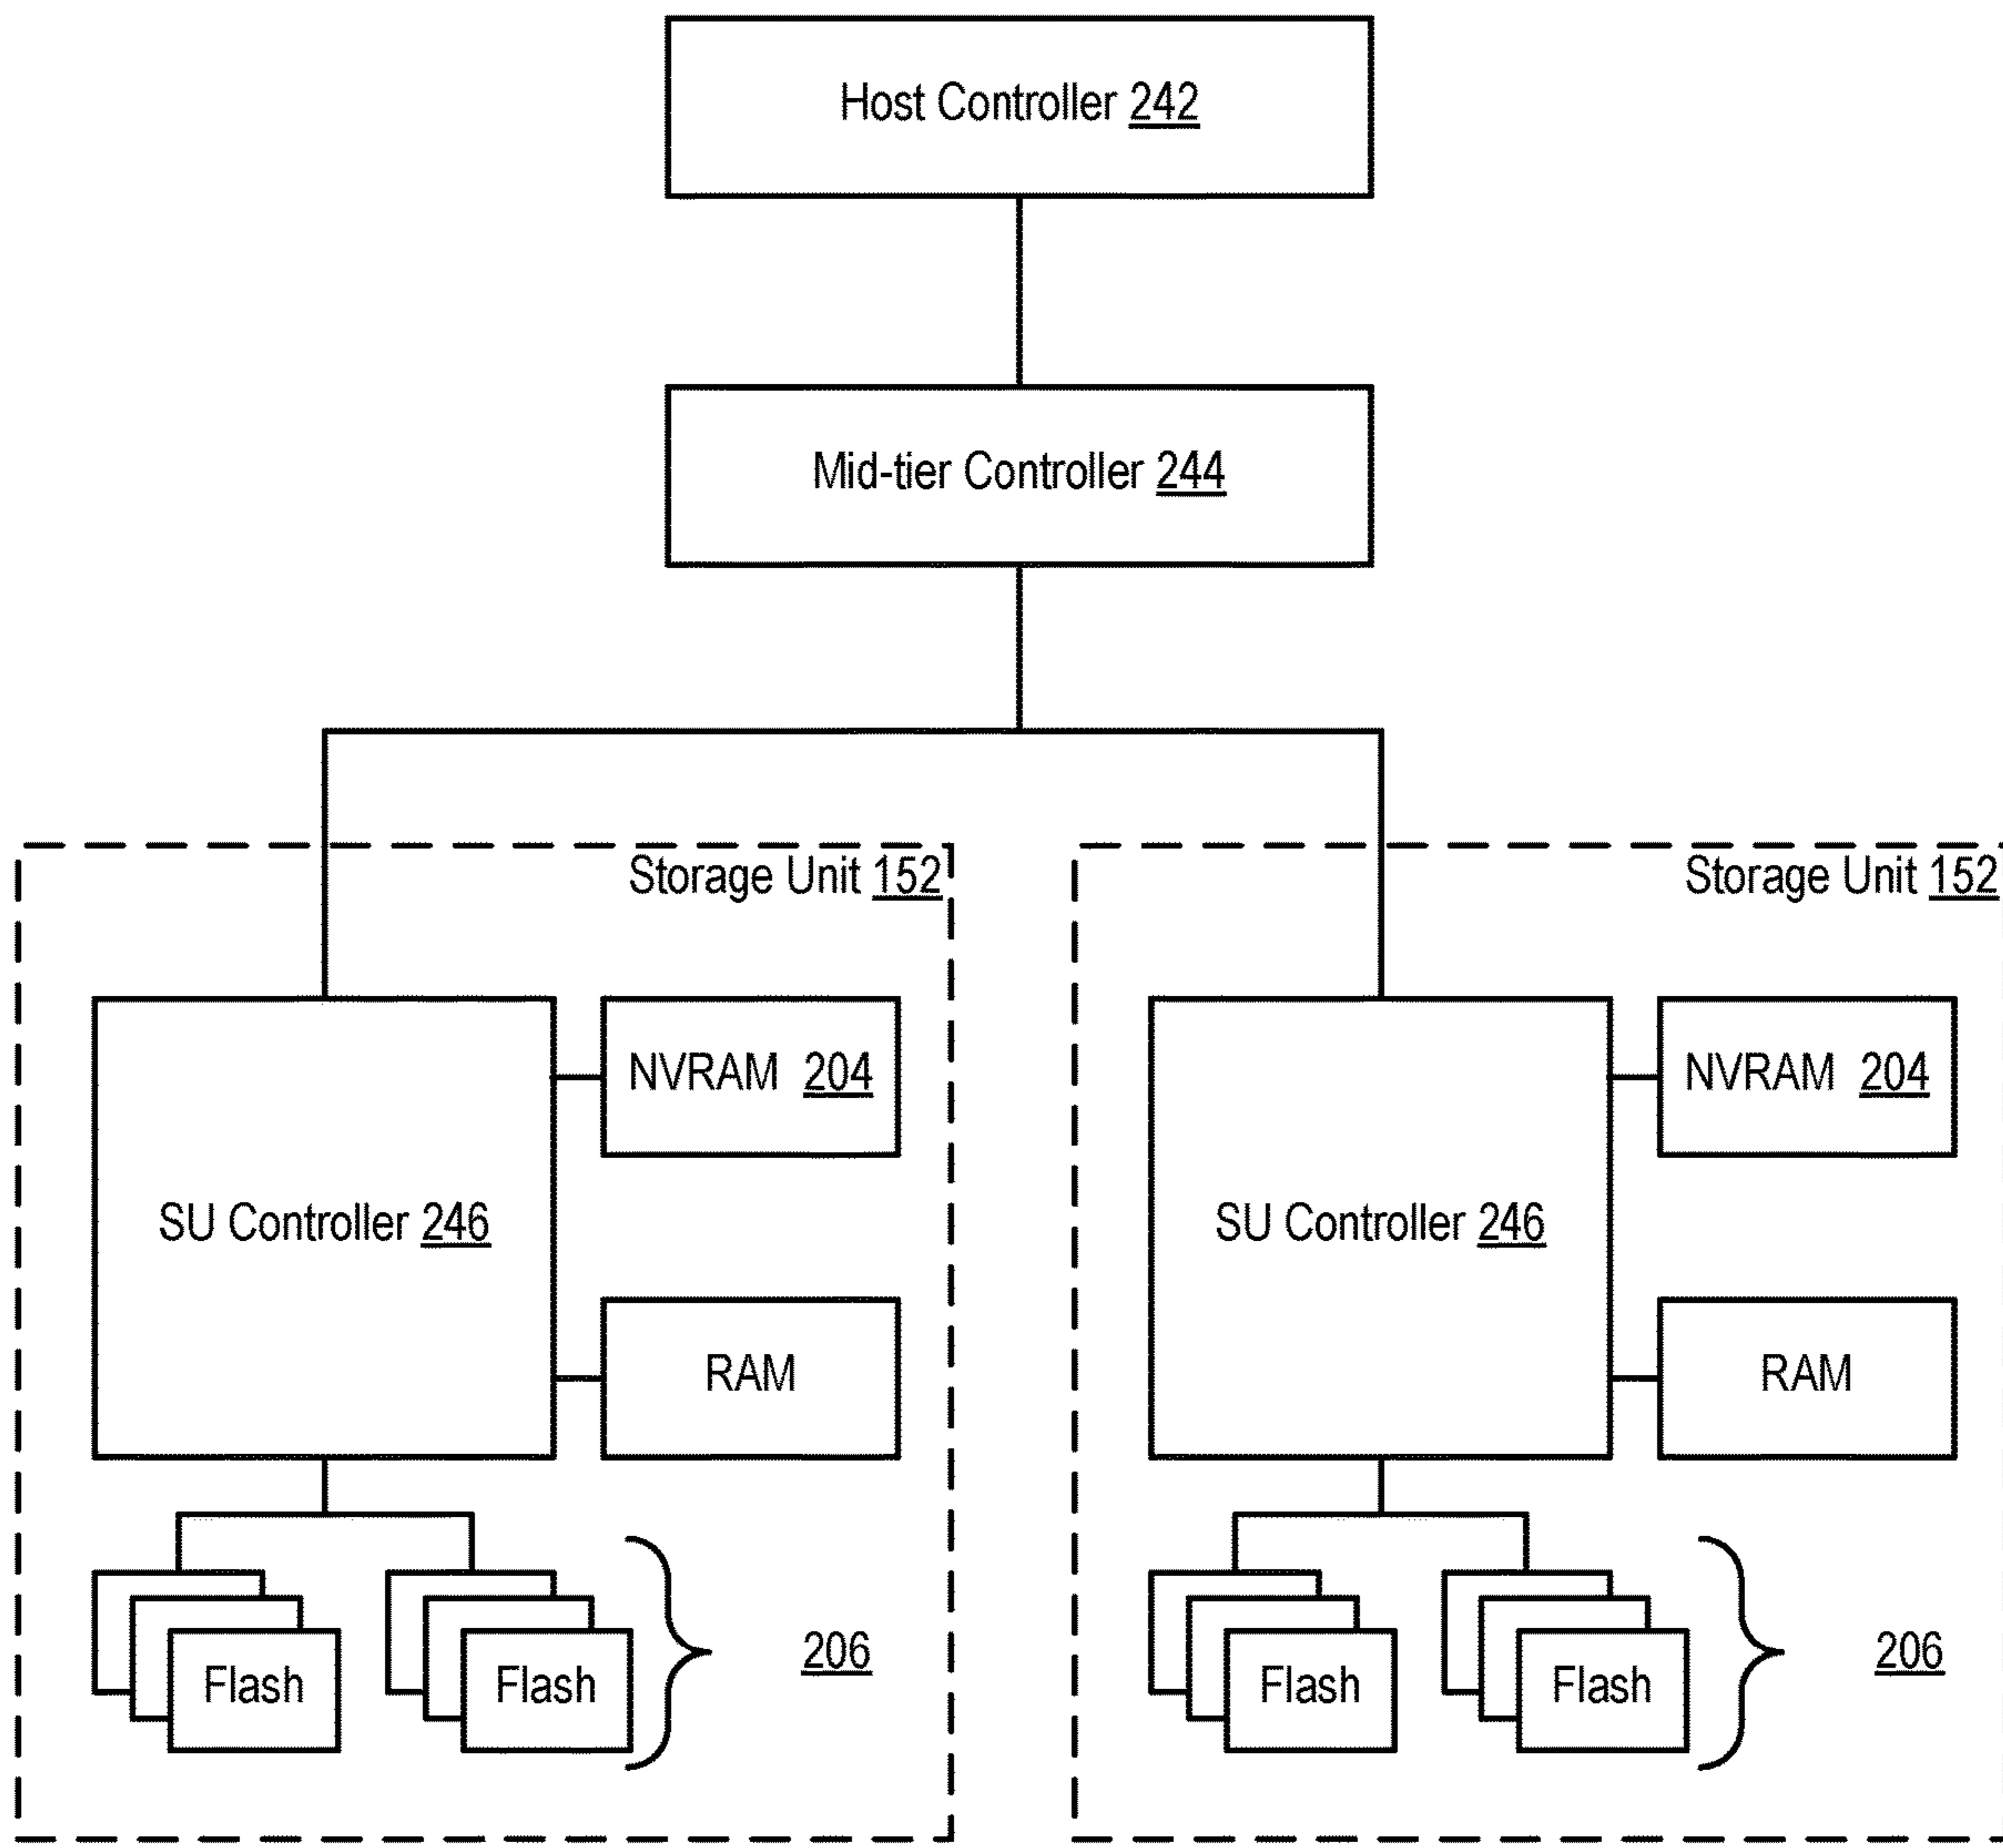 Host Controller 242
Mid-tier Controller 244
Storage Unit 152
NVRAM 204
SU Controller 246
RAM
Flash
Flash
206
Storage Unit 152
NVRAM 204
SU Controller 246
RAM
Flash
Flash
206